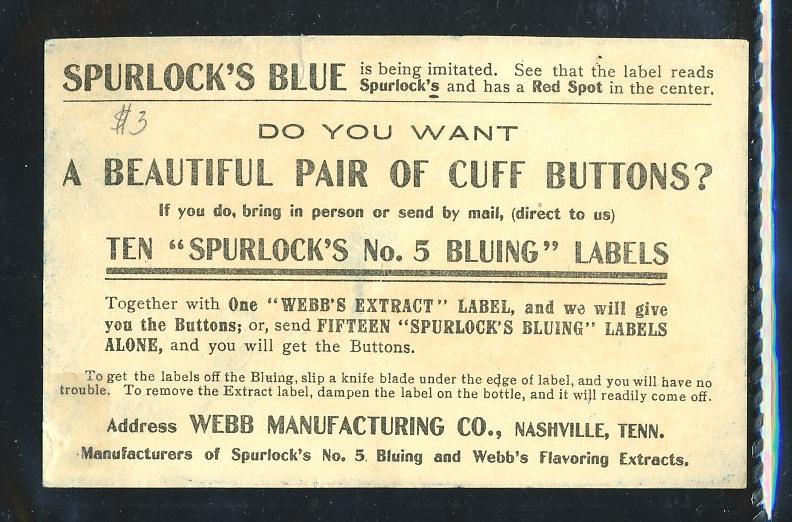 SPURLOCK'S BLUE is being imitated. See that the label reads
Spurlock's and has a Red Spot in the center.
$3
DO YOU WANT
A BEAUTIFUL PAIR OF CUFF BUTTONS?
If you do, bring in person or send by mail, (direct to us)
TEN "SPURLOCK'S No. 5 BLUING" LABELS
Together with One "WEBB'S EXTRACT" LABEL, and we will give
you the Buttons; or, send FIFTEEN "SPURLOCK'S BLUING" LABELS
ALONE, and you will get the Buttons.
To get the labels off the Bluing, slip a knife blade under the edge of label, and you will have no
trouble. To remove the Extract label, dampen the label on the bottle, and it will readily come off.
Address WEBB MANUFACTURING CO., NASHVILLE, TENN.
Manufacturers of Spurlock's No. 5 Bluing and Webb's Flavoring Extracts.